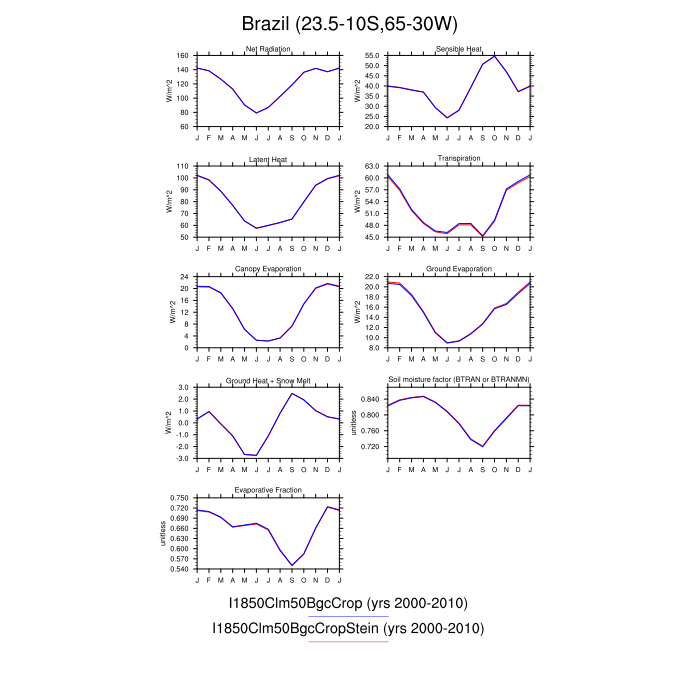 Brazil (23.5-10S,65-30W)
Net Radiation
W/m^2
160
140
120
100
80
60
J F M A M J J A S O N D J
Sensible Heat
W/m^2
55.0
50.0
45.0
40.0
35.0
30.0
25.0
20.0
J F M A M J J A S O N D J
Latent Heat
W/m^2
110
100
90
80
70
60
50
J F M A M J J A S O N D J
Transpiration
W/m^2
63.0
60.0
57.0
54.0
51.0
48.0
45.0
J F M A M J J A S O N D J
Canopy Evaporation
W/m^2
24
20
16
12
8
4
0
J F M A M J J A S O N D J
Ground Evaporation
W/m^2
22.0
20.0
18.0
16.0
14.0
12.0
10.0
8.0
J F M A M J J A S O N D J
Ground Heat + Snow Melt
W/m^2
3.0
2.0
1.0
0.0
-1.0
-2.0
-3.0
J F M A M J J A S O N D J
Soil moisture factor (BTRAN or BTRANMN)
unitless
0.840
0.800
0.760
0.720
J F M A M J J A S O N D J
Evaporative Fraction
unitless
0.750
0.720
0.690
0.660
0.630
0.600
0.570
0.540
J F M A M J J A S O N D J
I1850Clm50BgcCrop (yrs 2000-2010)
I1850Clm50BgcCropStein (yrs 2000-2010)